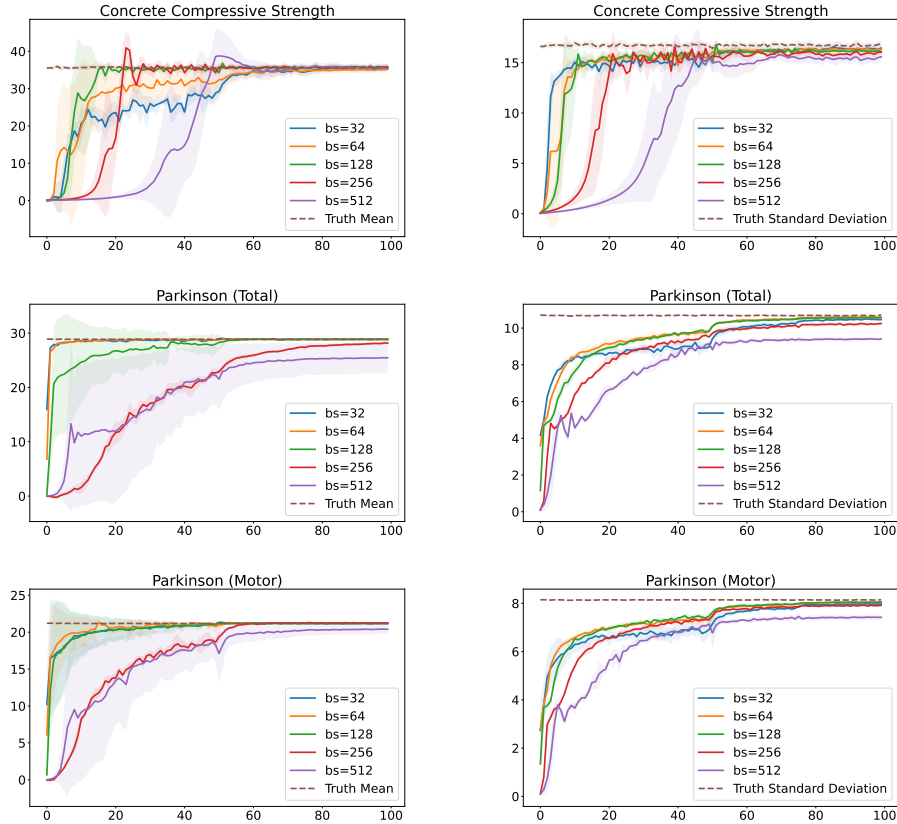 Concrete Compressive Strength
40
30
20
10
0
bs=32
bs=64
bs=128
bs=256
bs=512
Truth Mean
0 20 40 60 80 100
Concrete Compressive Strength
15
10
5
0
bs=32
bs=64
bs=128
bs=256
bs=512
Truth Standard Deviation
0 20 40 60 80 100
Parkinson (Total)
30
20
10
0
bs=32
bs=64
bs=128
bs=256
bs=512
Truth Mean
0 20 40 60 80 100
Parkinson (Total)
10
8
6
4
2
0
bs=32
bs=64
bs=128
bs=256
bs=512
Truth Standard Deviation
0 20 40 60 80 100
Parkinson (Motor)
25
20
15
10
5
0
bs=32
bs=64
bs=128
bs=256
bs=512
Truth Mean
0 20 40 60 80 100
Parkinson (Motor)
8
6
4
2
0
bs=32
bs=64
bs=128
bs=256
bs=512
Truth Standard Deviation
0 20 40 60 80 100